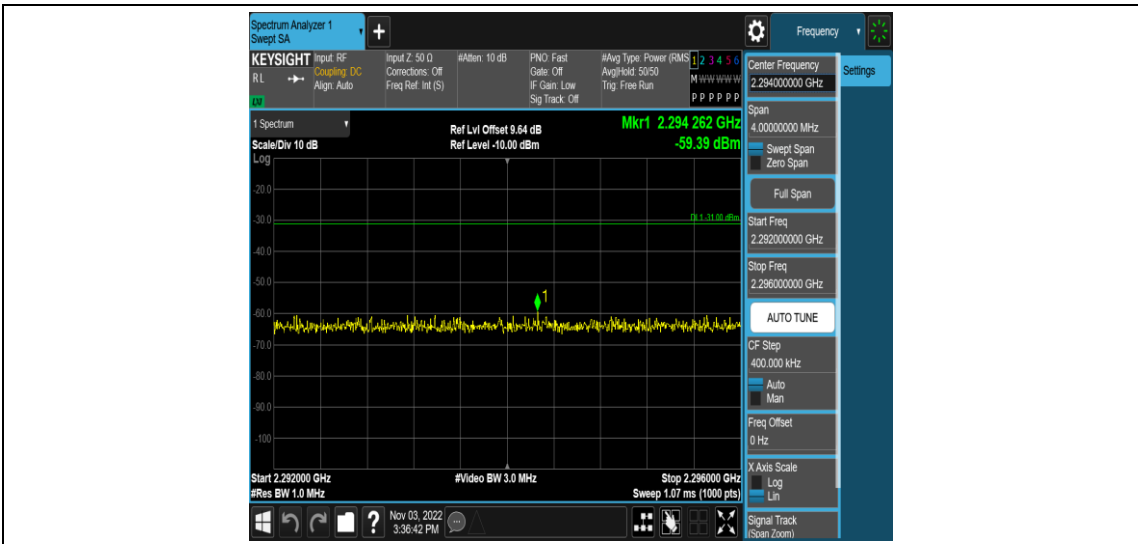 Spectrum Analyzer 1
Swept SA
+
Frequency
KEYSIGHT
RL
LXI
Input: RF
Coupling: DC
Align: Auto
Input Z: 50 Ω
Corrections: Off
Freq Ref: Int (S)
#Atten: 10 dB
PNO: Fast
Gate: Off
IF Gain: Low
Sig Track: Off
#Avg Type: Power (RMS
Avg|Hold: 50/50
Trig: Free Run
1 2 3 4 5 6
M W W W W W
P P P P P P
1 Spectrum
Scale/Div 10 dB
Log
Ref Lvl Offset 9.64 dB
Ref Level -10.00 dBm
Mkr1 2.294 262 GHz
-59.39 dBm
-20.0
-30.0
DL1 -31.00 dBm
-40.0
-50.0
1
-60.0
-70.0
-80.0
-90.0
-100
Start 2.292000 GHz
#Res BW 1.0 MHz
#Video BW 3.0 MHz
Stop 2.296000 GHz
Sweep 1.07 ms (1000 pts)
?
Nov 03, 2022
3:36:42 PM
Center Frequency
2.294000000 GHz
Settings
Span
4.00000000 MHz
Swept Span
Zero Span
Full Span
Start Freq
2.292000000 GHz
Stop Freq
2.296000000 GHz
AUTO TUNE
CF Step
400.000 kHz
Auto
Man
Freq Offset
0 Hz
X Axis Scale
Log
Lin
Signal Track
(Span Zoom)